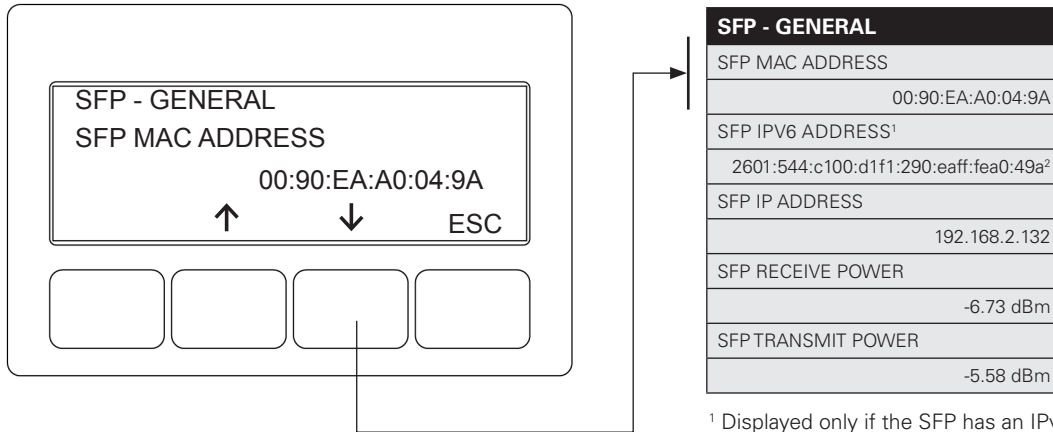 SFP - GENERAL
SFP MAC ADDRESS
00:90:EA:A0:04:9A
↑ ↓ ESC
SFP - GENERAL
SFP MAC ADDRESS
00:90:EA:A0:04:9A
SFP IPV6 ADDRESS¹
2601:544:c100:d1f1:290:eaff:fea0:49a²
SFP IP ADDRESS
192.168.2.132
SFP RECEIVE POWER
-6.73 dBm
SFP TRANSMIT POWER
-5.58 dBm
¹ Displayed only if the SFP has an IPv